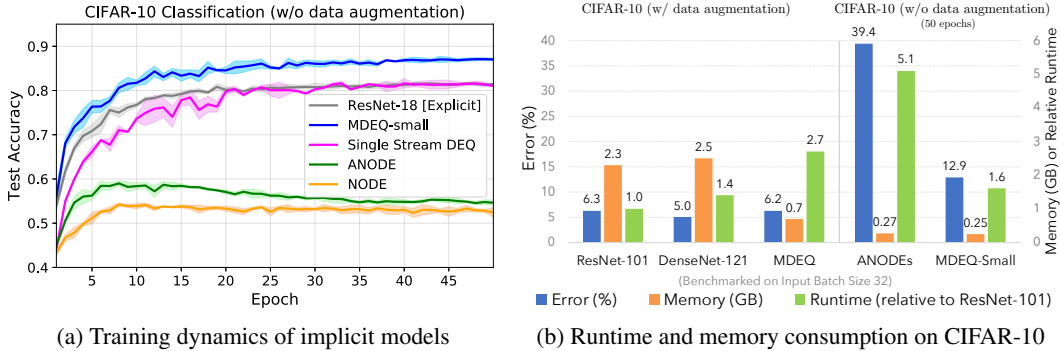 CIFAR-10 Classification (w/o data augmentation)
Test Accuracy
0.9
0.8
0.7
0.6
0.5
0.4
ResNet-18 [Explicit]
MDEQ-small
Single Stream DEQ
ANODE
NODE
5 10 15 20 25 30 35 40 45
Epoch
(a) Training dynamics of implicit models
CIFAR-10 (w/ data augmentation)
CIFAR-10 (w/o data augmentation)
(50 epochs)
Error (%)
40
35
30
25
20
15
10
5
0
6.3 2.3 1.0
5.0 2.5 1.4
6.2 0.7 2.7
39.4 0.27 5.1
12.9 0.25 1.6
6
5
4
3
2
1
0
Memory (GB) or Relative Runtime
ResNet-101 DenseNet-121 MDEQ ANODEs MDEQ-Small
(Benchmarked on Input Batch Size 32)
Error (%) Memory (GB) Runtime (relative to ResNet-101)
(b) Runtime and memory consumption on CIFAR-10